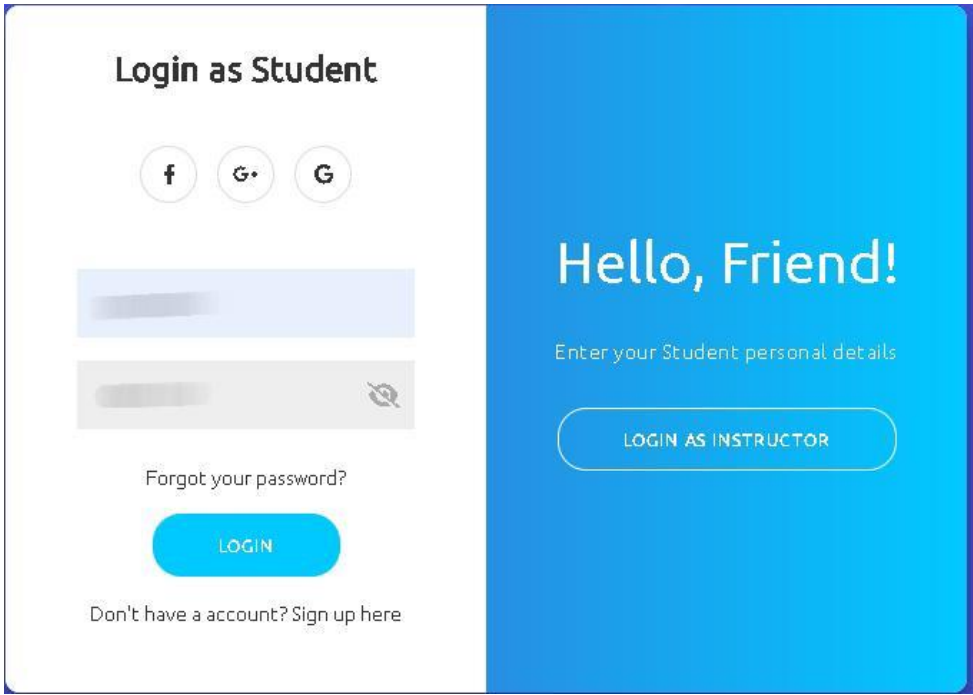 Login as Student
f
G+
G
Forgot your password?
LOGIN
Don't have a account? Sign up here
Hello, Friend!
Enter your Student personal details
LOGIN AS INSTRUCTOR